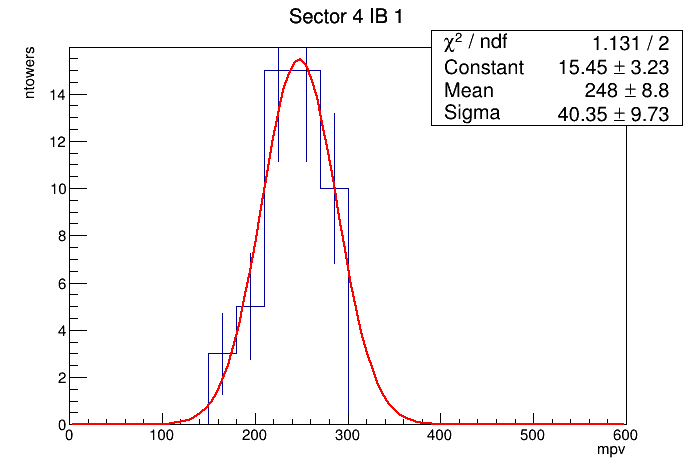 Sector 4 IB 1
χ² / ndf 1.131 / 2
Constant 15.45 ± 3.23
Mean 248 ± 8.8
Sigma 40.35 ± 9.73
ntowers
14
12
10
8
6
4
2
0
0 100 200 300 400 500 600
mpv